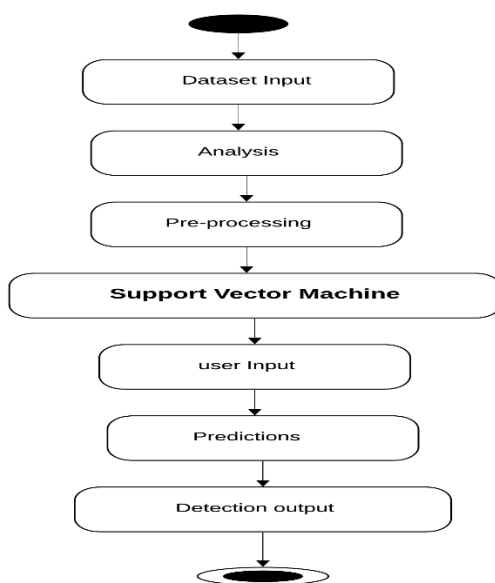 Dataset Input
Analysis
Pre-processing
Support Vector Machine
user Input
Predictions
Detection output